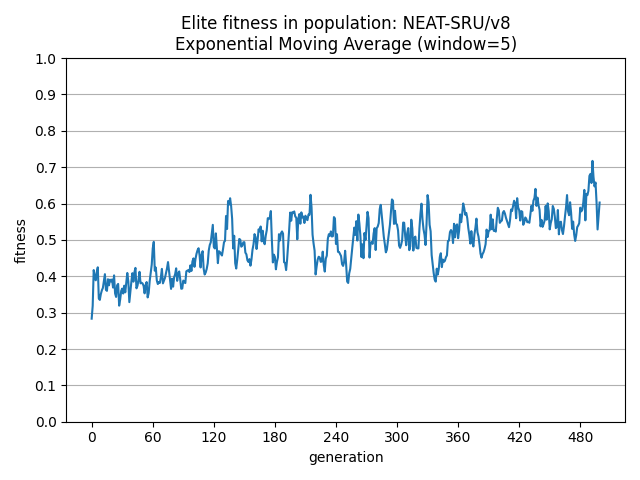 Elite fitness in population: NEAT-SRU/v8
Exponential Moving Average (window=5)
1.0
0.9
0.8
0.7
0.6
0.5
0.4
0.3
0.2
0.1
0.0
fitness
0 60 120 180 240 300 360 420 480
generation